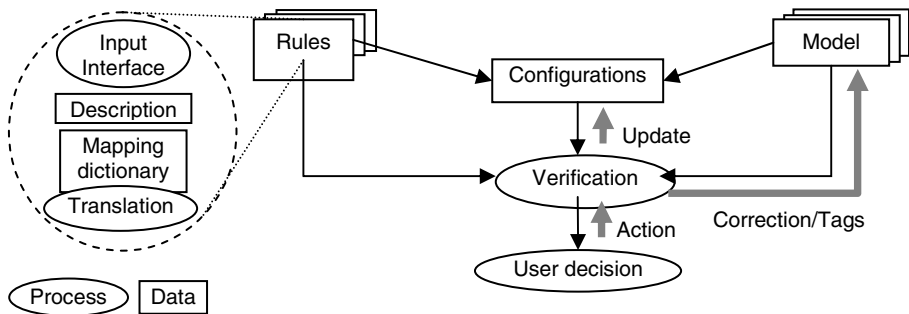 Input
Interface
Description
Mapping
dictionary
Translation
Rules
Configurations
Model
Update
Verification
Correction/Tags
Action
User decision
Process
Data